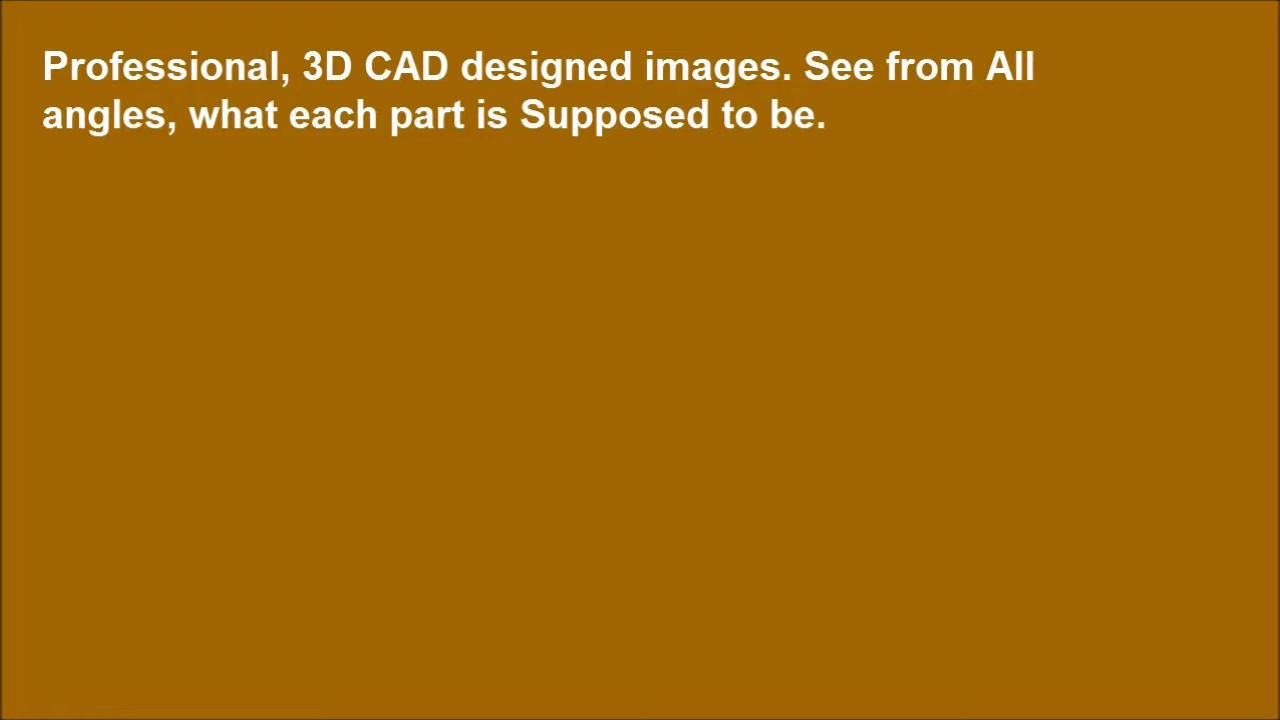 Professional, 3D CAD designed images. See from All
angles, what each part is Supposed to be.